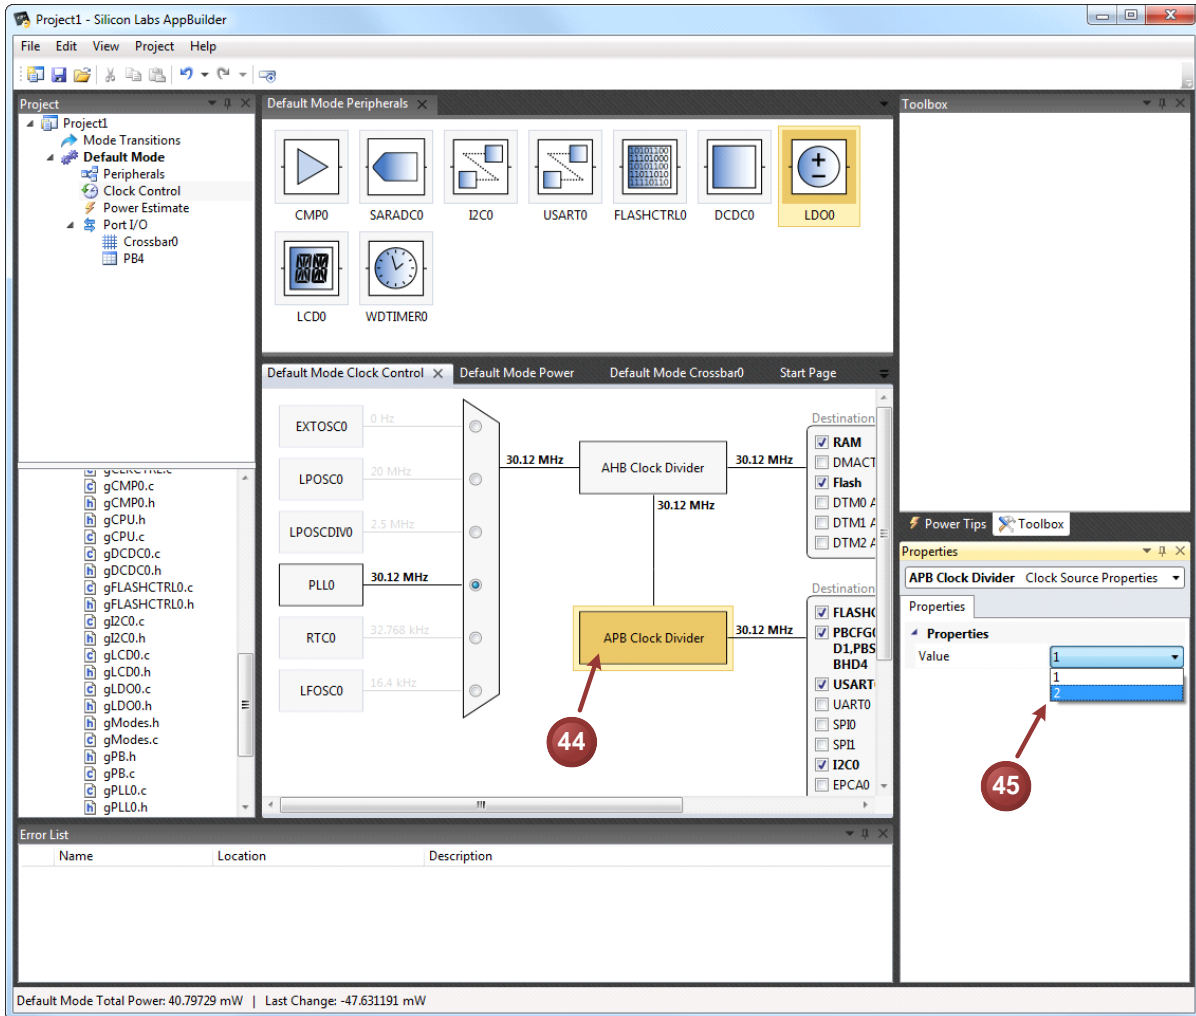 Project1 - Silicon Labs AppBuilder
File Edit View Project Help
Project
Project1
Mode Transitions
Default Mode
Peripherals
Clock Control
Power Estimate
Port I/O
Crossbar0
PB4
gCMP0.c
gCMP0.h
gCPU.h
gCPU.c
gDCDC0.c
gDCDC0.h
gFLASHCTRL0.c
gFLASHCTRL0.h
gI2C0.c
gI2C0.h
gLCD0.c
gLCD0.h
gLDO0.c
gLDO0.h
gModes.h
gModes.c
gPB.h
gPB.c
gPLL0.c
gPLL0.h
Default Mode Peripherals
CMP0 SARADC0 I2C0 USART0 FLASHCTRL0 DCDC0 LDO0
LCD0 WDTIMER0
Default Mode Clock Control Default Mode Power Default Mode Crossbar0 Start Page
EXTOSC0 0 Hz
LPOSC0 20 MHz
LPOSCDIV0 2.5 MHz
PLL0 30.12 MHz
RTC0 32.768 kHz
LFOSC0 16.4 kHz
30.12 MHz AHB Clock Divider 30.12 MHz
30.12 MHz
APB Clock Divider 30.12 MHz
44
Destination
RAM
DMACT
Flash
DTM0 A
DTM1 A
DTM2 A
Destination
FLASHC
PBCFG0
D1,PBS
BHD4
USART0
UART0
SPI0
SPI1
I2C0
EPCA0
Toolbox
Power Tips Toolbox
Properties
APB Clock Divider Clock Source Properties
Properties
Properties
Value 1
1
2
45
Error List
Name Location Description
Default Mode Total Power: 40.79729 mW | Last Change: -47.631191 mW